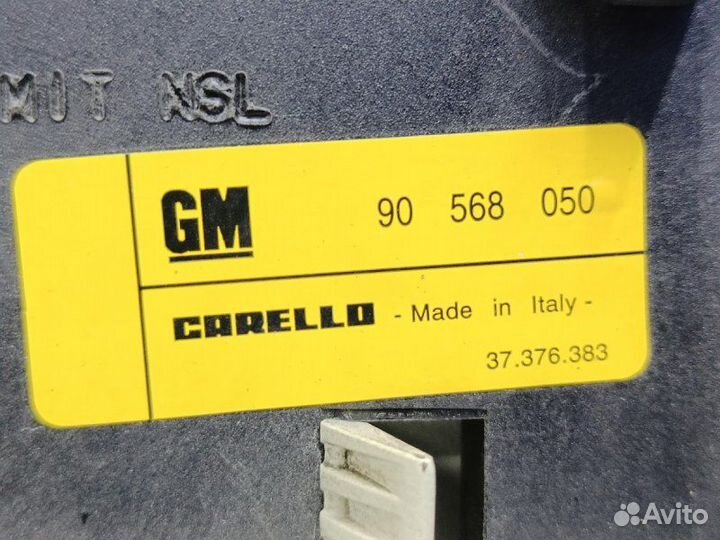 MIT NSL
GM 90 568 050
CARELLO - Made in Italy -
37.376.383
Avito